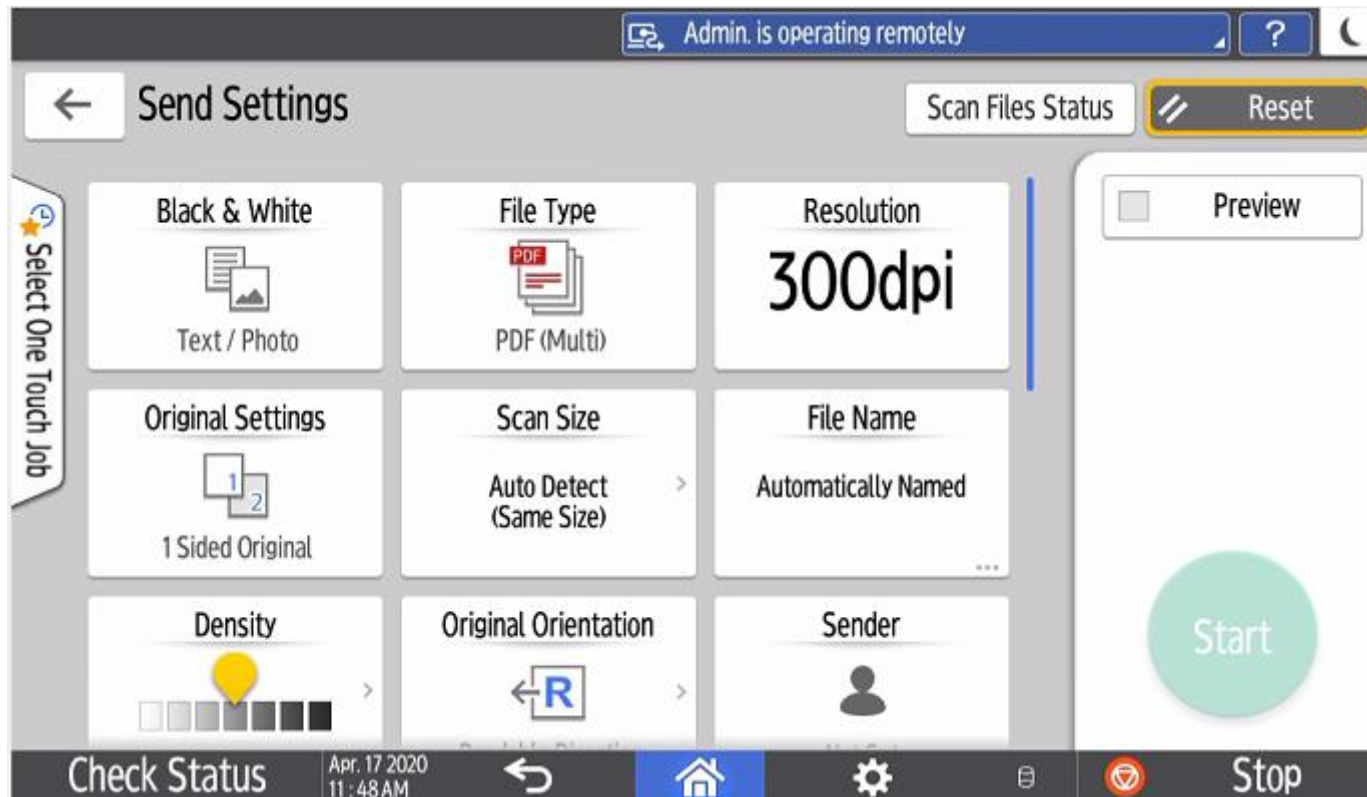 Admin. is operating remotely
?
Send Settings
Scan Files Status
Reset
Select One Touch Job
Black & White
Text / Photo
File Type
PDF
PDF (Multi)
Resolution
300dpi
Preview
Original Settings
1
2
1 Sided Original
Scan Size
Auto Detect
(Same Size)
File Name
Automatically Named
...
Density
Original Orientation
R
Sender
Start
Check Status
Apr. 17 2020
11 : 48 AM
Stop